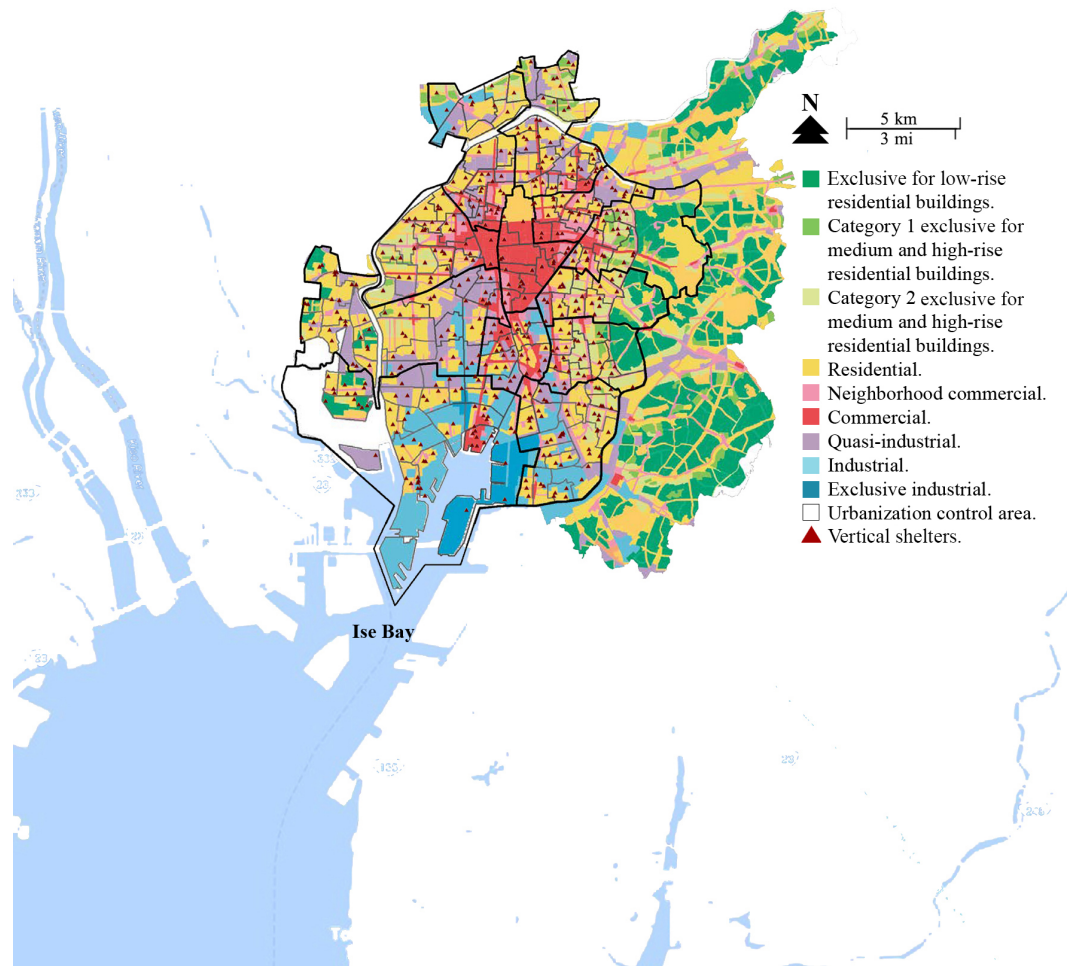 N
5 km
3 mi
Exclusive for low-rise
residential buildings.
Category 1 exclusive for
medium and high-rise
residential buildings.
Category 2 exclusive for
medium and high-rise
residential buildings.
Residential.
Neighborhood commercial.
Commercial.
Quasi-industrial.
Industrial.
Exclusive industrial.
Urbanization control area.
Vertical shelters.
Ise Bay